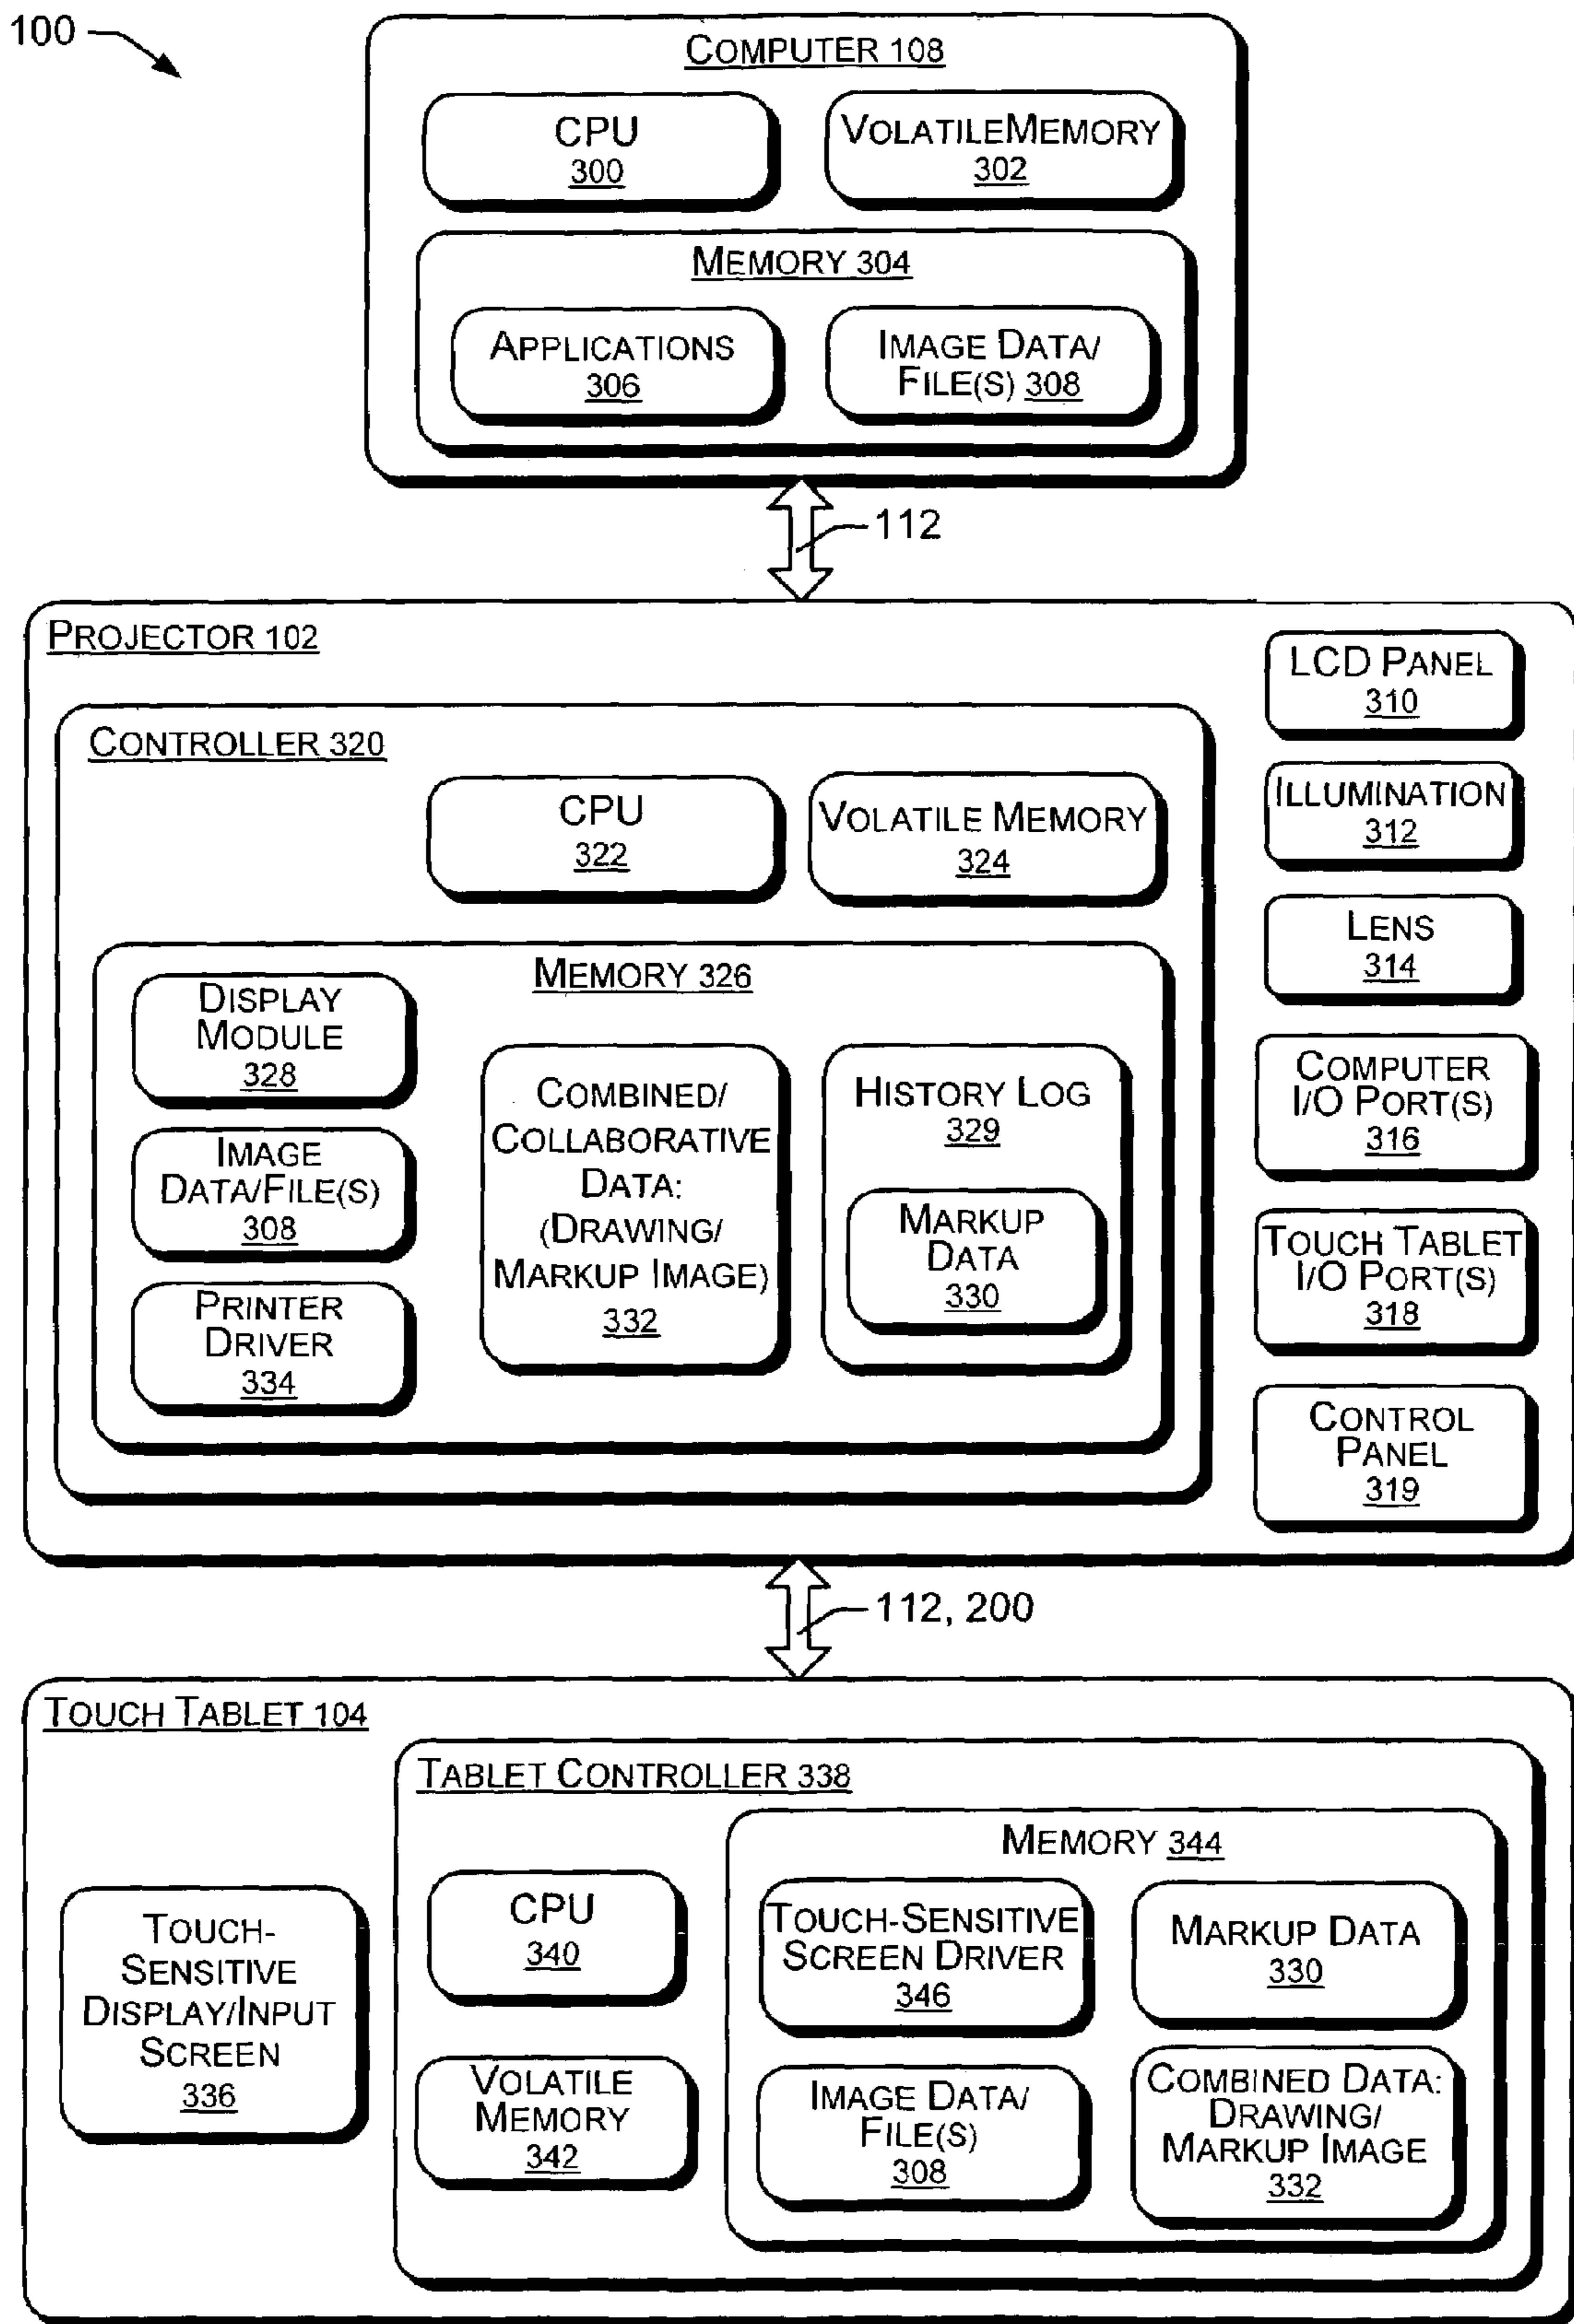 100
COMPUTER 108
CPU
300
VOLATILEMEMORY
302
MEMORY 304
APPLICATIONS
306
IMAGE DATA/
FILE(S) 308
112
PROJECTOR 102
CONTROLLER 320
CPU
322
VOLATILE MEMORY
324
MEMORY 326
DISPLAY
MODULE
328
IMAGE
DATA/FILE(S)
308
PRINTER
DRIVER
334
COMBINED/
COLLABORATIVE
DATA:
(DRAWING/
MARKUP IMAGE)
332
HISTORY LOG
329
MARKUP
DATA
330
LCD PANEL
310
ILLUMINATION
312
LENS
314
COMPUTER
I/O PORT(S)
316
TOUCH TABLET
I/O PORT(S)
318
CONTROL
PANEL
319
112, 200
TOUCH TABLET 104
TOUCH-
SENSITIVE
DISPLAY/INPUT
SCREEN
336
TABLET CONTROLLER 338
CPU
340
VOLATILE
MEMORY
342
MEMORY 344
TOUCH-SENSITIVE
SCREEN DRIVER
346
MARKUP DATA
330
IMAGE DATA/
FILE(S)
308
COMBINED DATA:
DRAWING/
MARKUP IMAGE
332